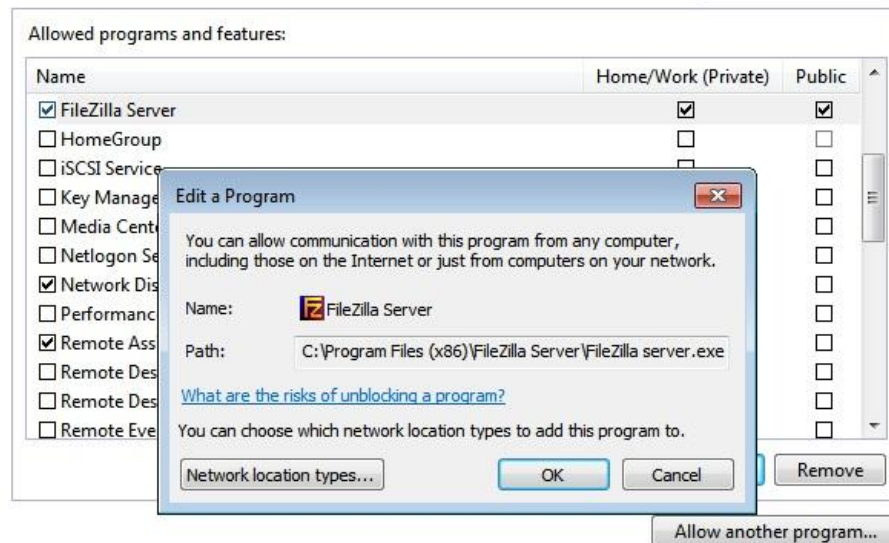 Allowed programs and features:
Name Home/Work (Private) Public
FileZilla Server
HomeGroup
iSCSI Service
Key Manage
Media Cent
Netlogon Se
Network Dis
Performanc
Remote Ass
Remote Des
Remote Des
Remote Eve
Edit a Program
You can allow communication with this program from any computer,
including those on the Internet or just from computers on your network.
Name: FileZilla Server
Path: C:\Program Files (x86)\FileZilla Server\FileZilla server.exe
What are the risks of unblocking a program?
You can choose which network location types to add this program to.
Network location types... OK Cancel
Remove
Allow another program...